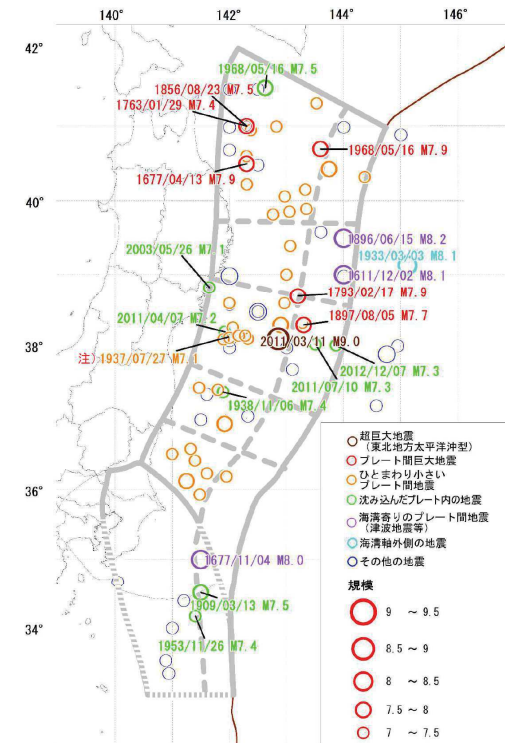 140° 142° 144° 146°
42°
1968/05/16 M7.5
1856/08/23 M7.5
1763/01/29 M7.4
1968/05/16 M7.9
1677/04/13 M7.9
40°
1896/06/15 M8.2
2003/05/26 M7.1
1933/03/03 M8.1
1611/12/02 M8.1
1793/02/17 M7.9
2011/04/07 M7.2
1897/08/05 M7.7
38°
2011/03/11 M9.0
注)1937/07/27 M7.1
2012/12/07 M7.3
2011/07/10 M7.3
1938/11/06 M7.4
36°
1677/11/04 M8.0
1909/03/13 M7.5
34°
1953/11/26 M7.4
超巨大地震
(東北地方太平洋沖型)
プレート間巨大地震
ひとまわり小さい
プレート間地震
沈み込んだプレート内の地震
海溝寄りのプレート間地震
(津波地震等)
海溝軸外側の地震
その他の地震
規模
9 ~ 9.5
8.5 ~ 9
8 ~ 8.5
7.5 ~ 8
7 ~ 7.5